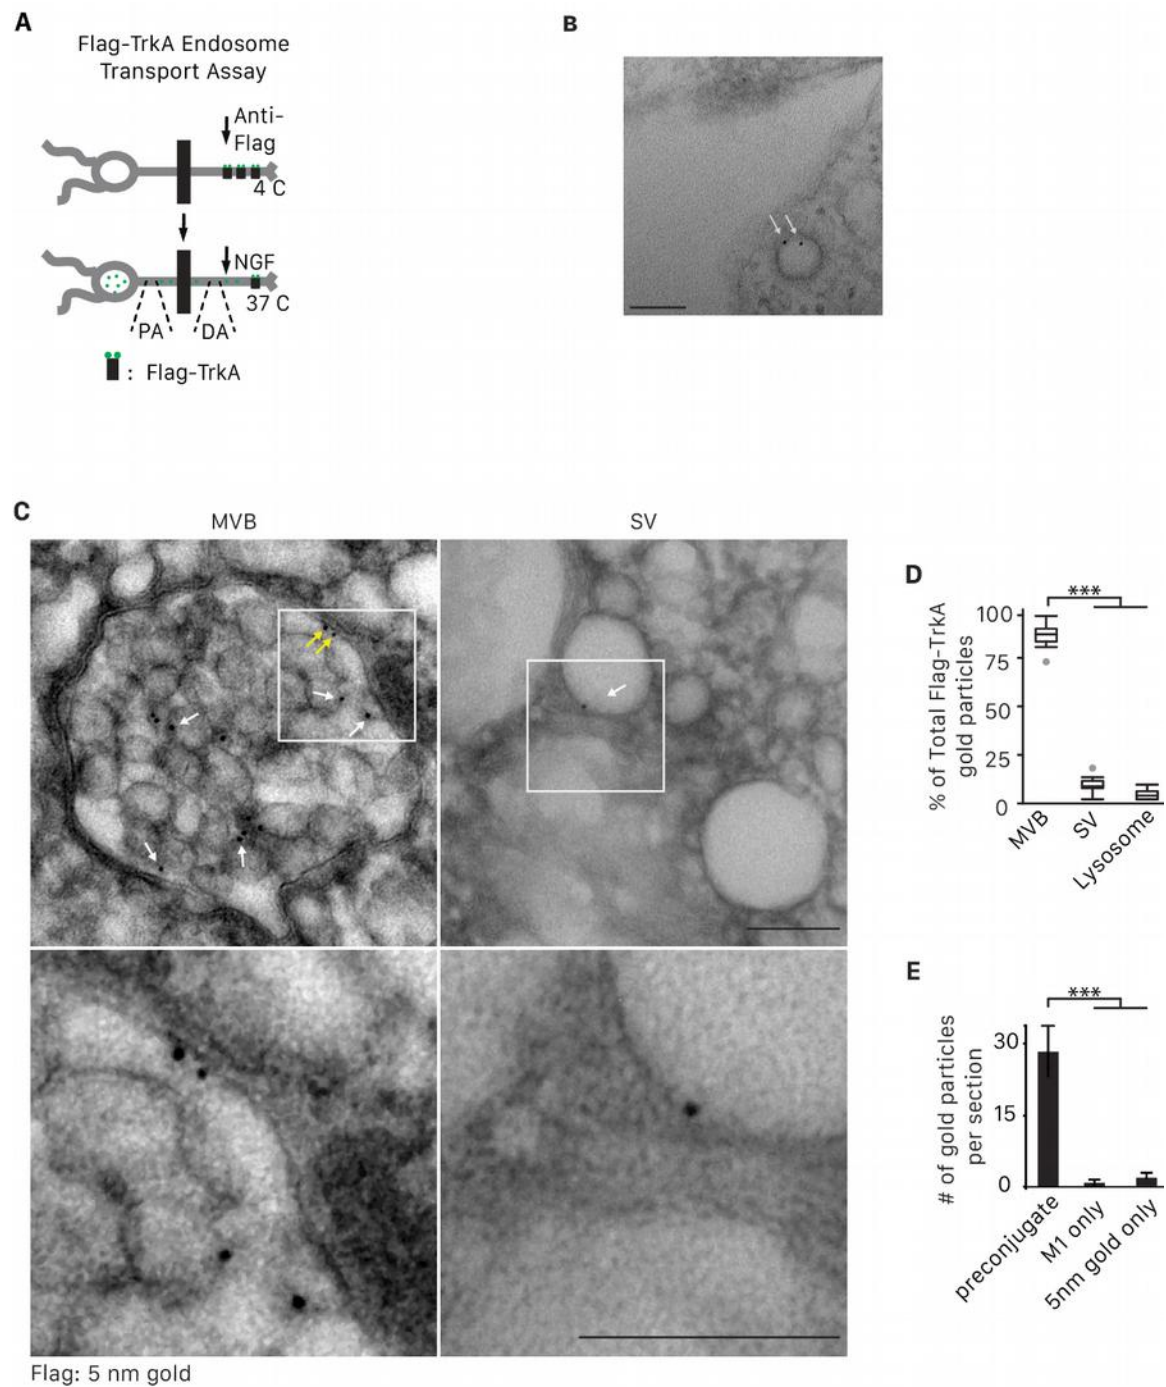 A
Flag-TrkA Endosome
Transport Assay
Anti-
Flag
4 C
NGF
37 C
PA
DA
: Flag-TrkA
B
C
MVB
SV
Flag: 5 nm gold
D
% of Total Flag-TrkA
gold particles
***
100
75
50
25
0
MVB
SV
Lysosome
E
# of gold particles
per section
***
30
15
0
preconjugate
M1 only
5nm gold only